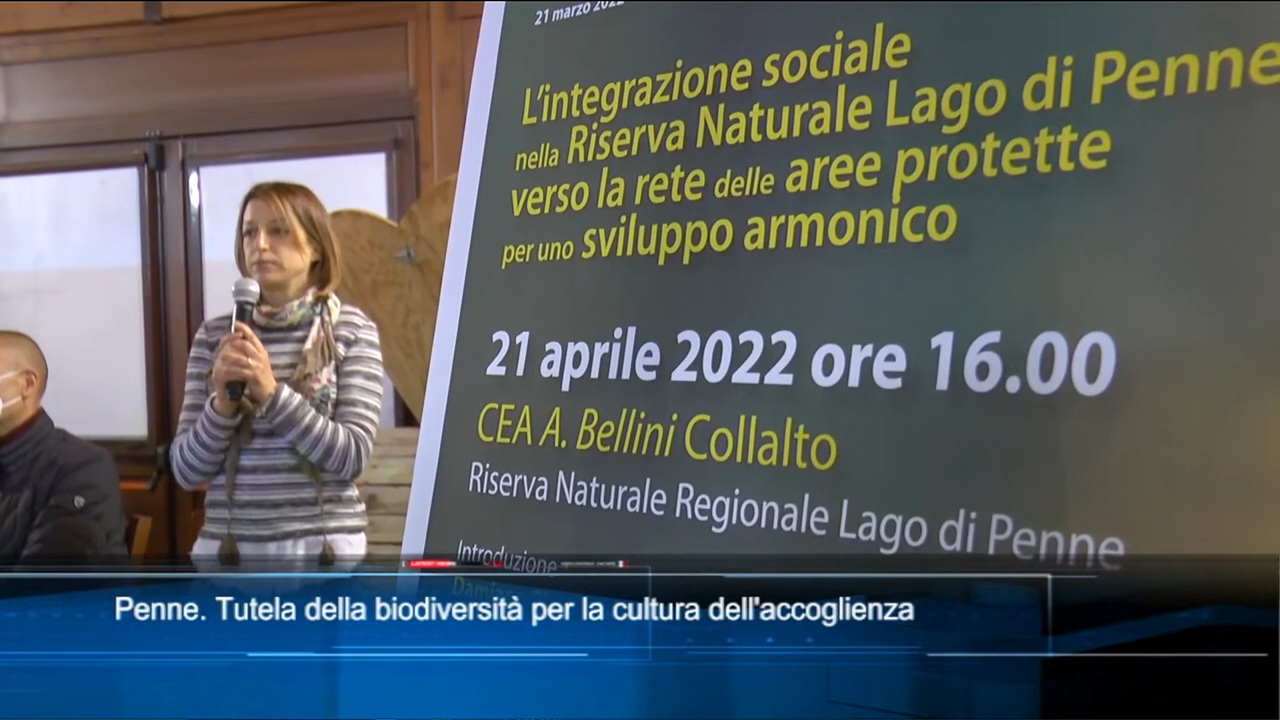 21 marzo 2022
L'integrazione sociale
nella Riserva Naturale Lago di Penne
verso la rete delle aree protette
per uno sviluppo armonico
21 aprile 2022 ore 16.00
CEA A. Bellini Collalto
Riserva Naturale Regionale Lago di Penne
Introduzione
LATEST NEWS
Penne. Tutela della biodiversità per la cultura dell'accoglienza